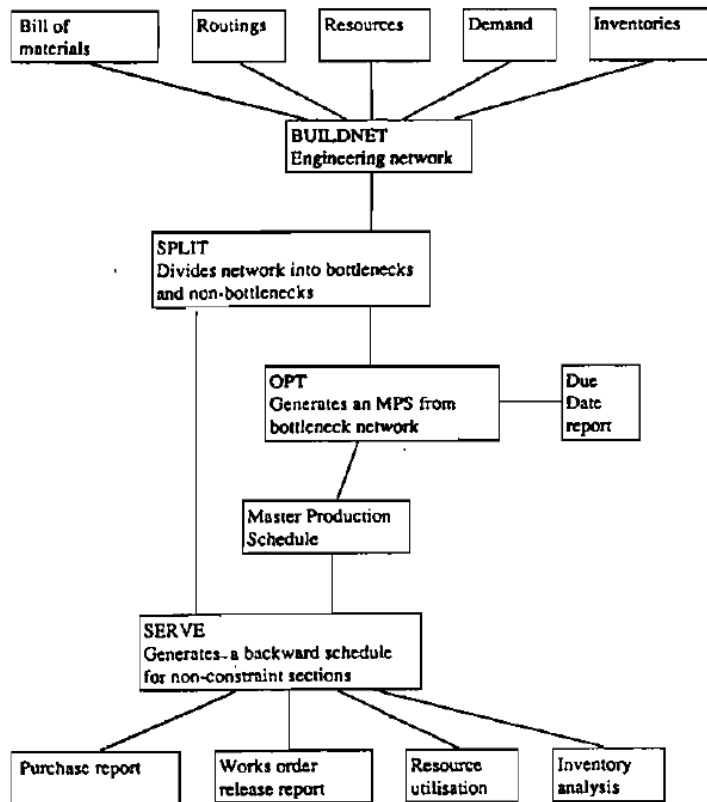 Bill of
materials
Routings
Resources
Demand
Inventories
BUILDNET
Engineering network
SPLIT
Divides network into bottlenecks
and non-bottlenecks
OPT
Generates an MPS from
bottleneck network
Due
Date
report
Master Production
Schedule
SERVE
Generates a backward schedule
for non-constraint sections
Purchase report
Works order
release report
Resource
utilisation
Inventory
analysis